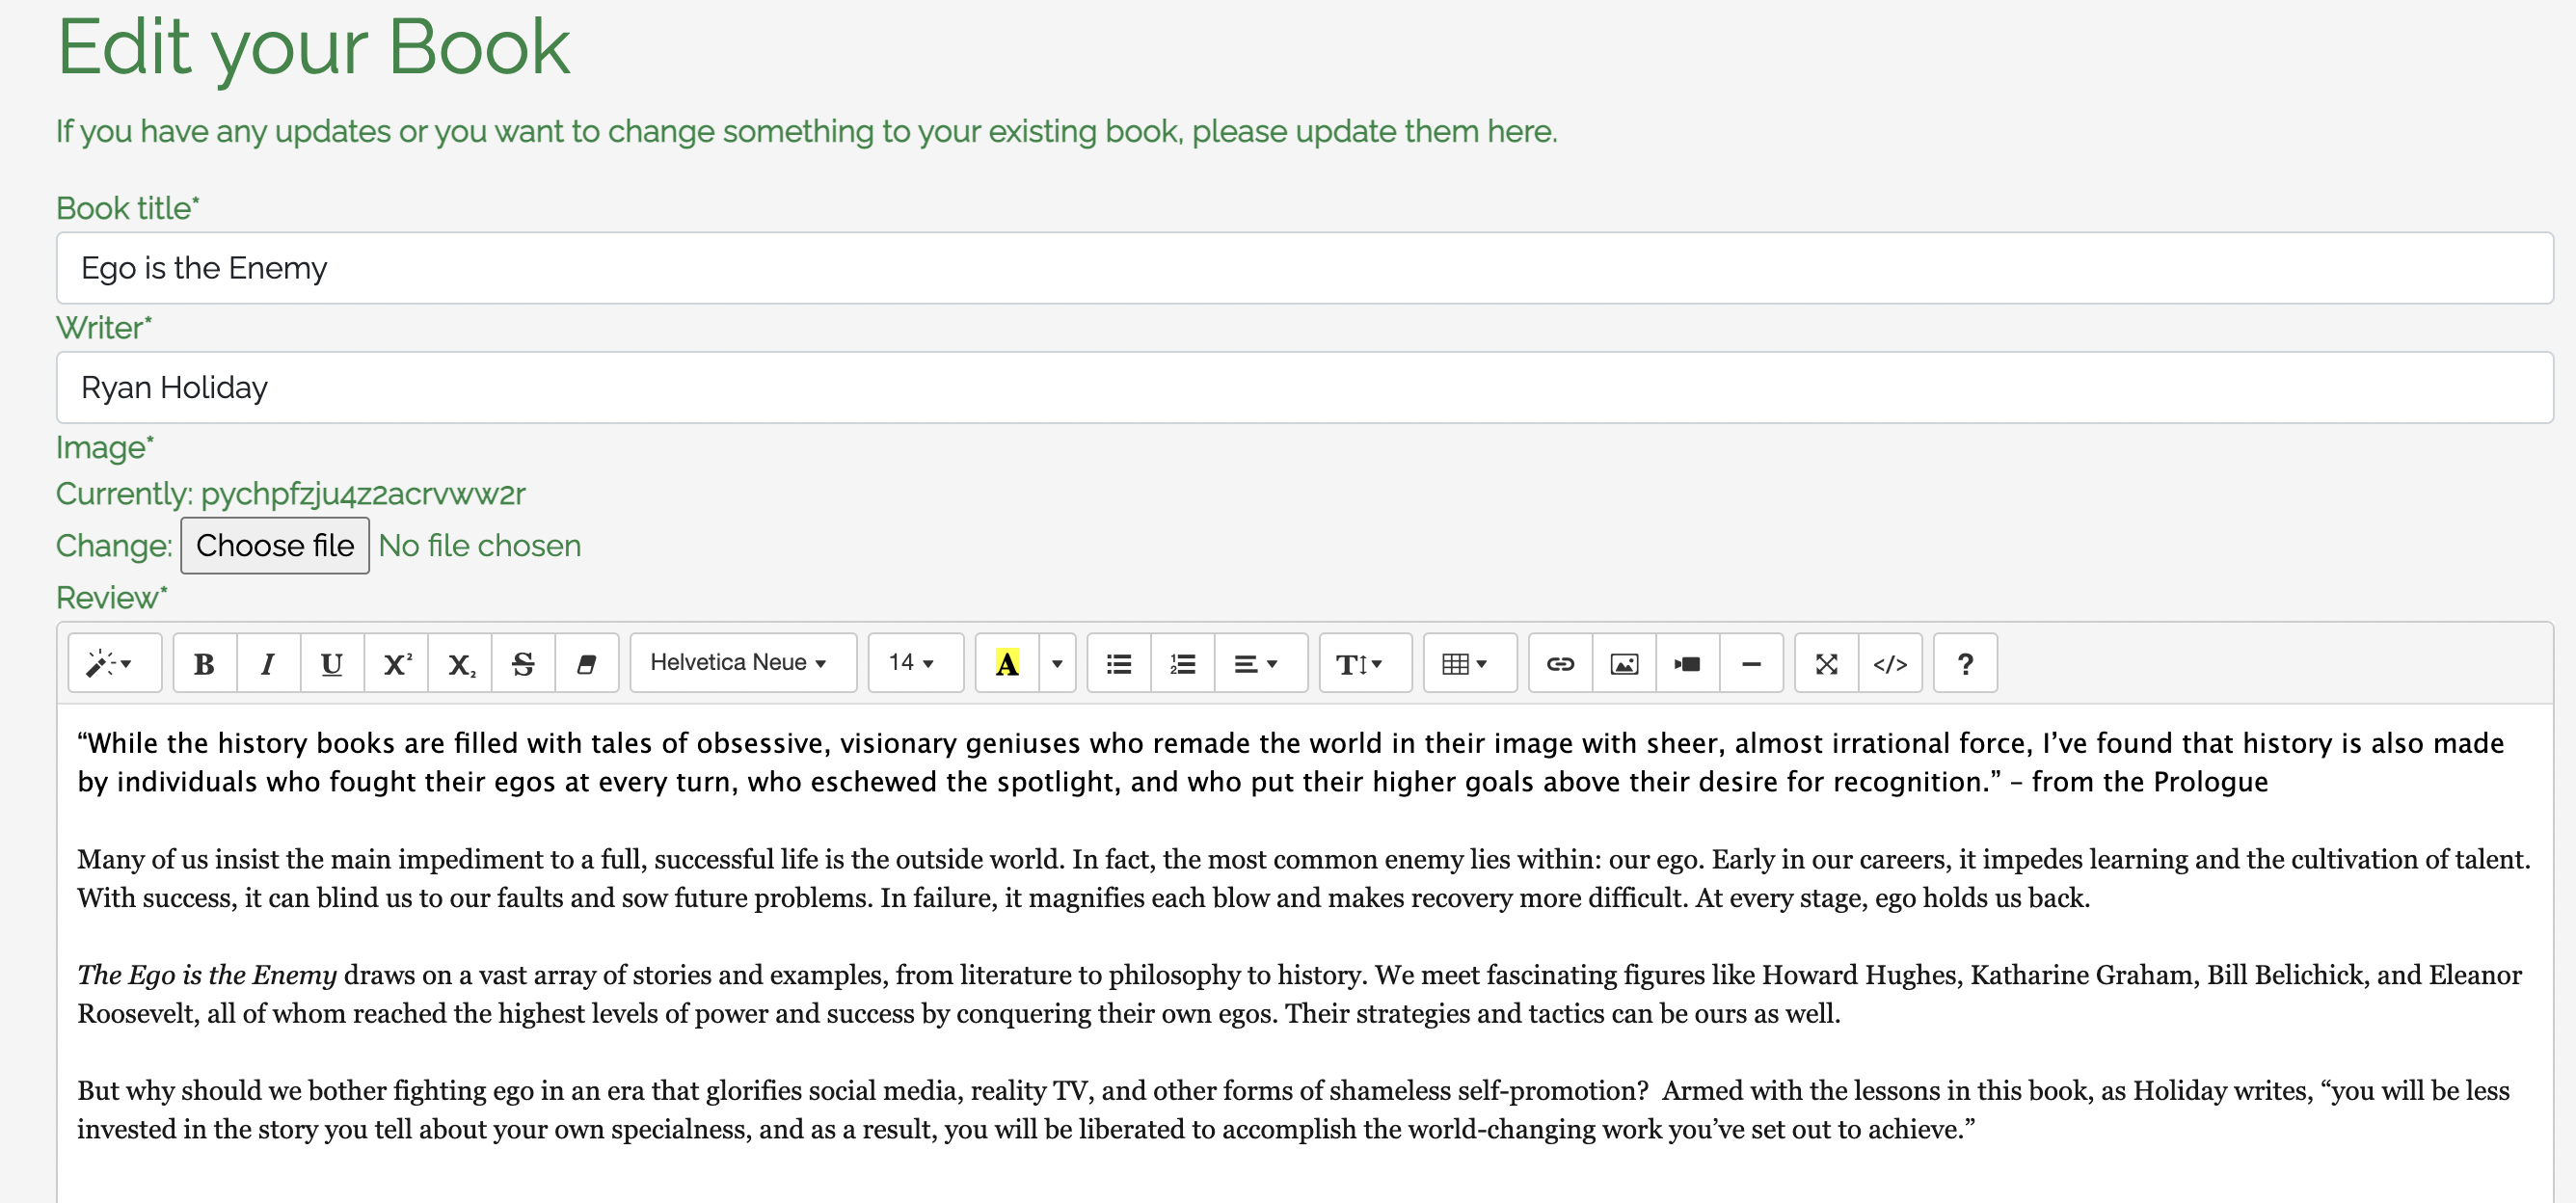 Edit your Book
If you have any updates or you want to change something to your existing book, please update them here.
Book title*
Ego is the Enemy
Writer*
Ryan Holiday
Image*
Currently: pychpfzju4z2acrvww2r
Change: Choose file No file chosen
Review*
B I U X² X₂ S Helvetica Neue 14 A T </> ?
“While the history books are filled with tales of obsessive, visionary geniuses who remade the world in their image with sheer, almost irrational force, I’ve found that history is also made
by individuals who fought their egos at every turn, who eschewed the spotlight, and who put their higher goals above their desire for recognition.” – from the Prologue
Many of us insist the main impediment to a full, successful life is the outside world. In fact, the most common enemy lies within: our ego. Early in our careers, it impedes learning and the cultivation of talent.
With success, it can blind us to our faults and sow future problems. In failure, it magnifies each blow and makes recovery more difficult. At every stage, ego holds us back.
The Ego is the Enemy draws on a vast array of stories and examples, from literature to philosophy to history. We meet fascinating figures like Howard Hughes, Katharine Graham, Bill Belichick, and Eleanor
Roosevelt, all of whom reached the highest levels of power and success by conquering their own egos. Their strategies and tactics can be ours as well.
But why should we bother fighting ego in an era that glorifies social media, reality TV, and other forms of shameless self-promotion?  Armed with the lessons in this book, as Holiday writes, “you will be less
invested in the story you tell about your own specialness, and as a result, you will be liberated to accomplish the world-changing work you’ve set out to achieve.”